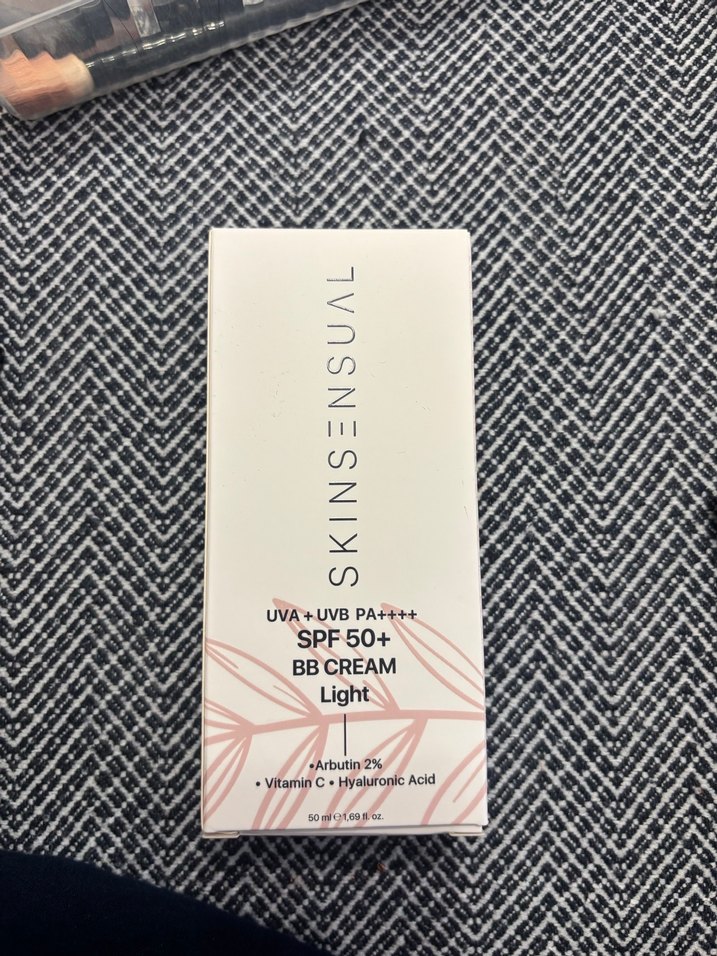 SKINSENSUAL
UVA + UVB PA++++
SPF 50+
BB CREAM
Light
•Arbutin 2%
• Vitamin C • Hyaluronic Acid
50 ml ℮ 1,69 fl. oz.